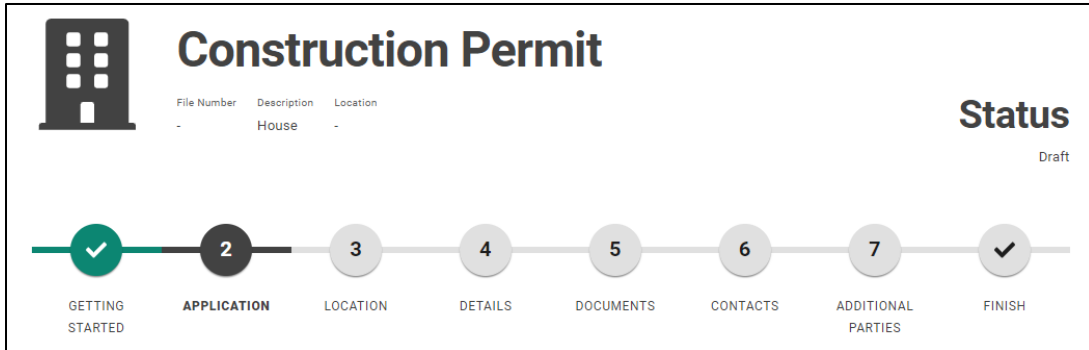 Construction Permit
File Number Description Location
- House -
Status
Draft
2 3 4 5 6 7
GETTING STARTED APPLICATION LOCATION DETAILS DOCUMENTS CONTACTS ADDITIONAL PARTIES FINISH